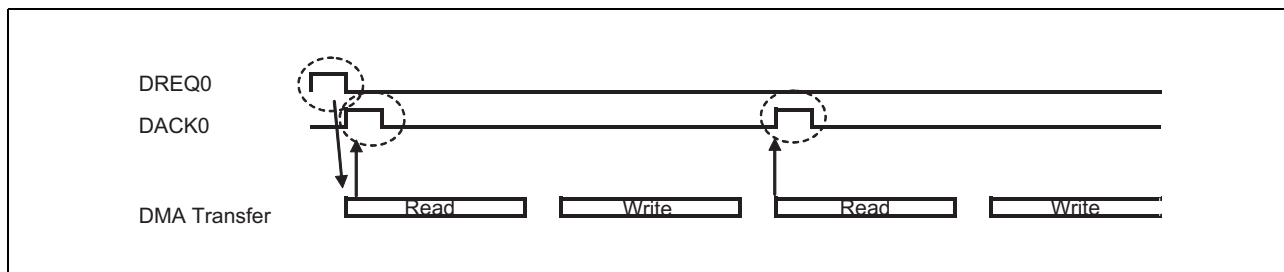 DREQ0
DACK0
DMA Transfer
Read
Write
Read
Write